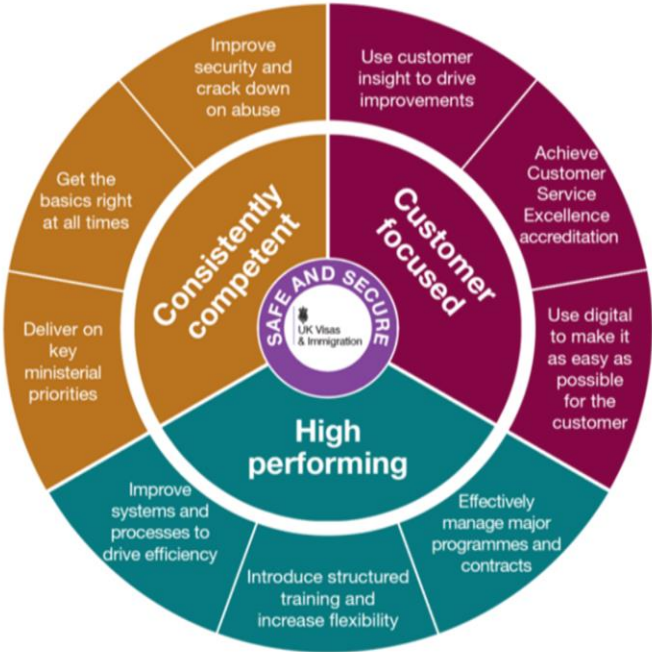 Improve
security and
crack down
on abuse
Use customer
insight to drive
improvements
Get the
basics right
at all times
Achieve
Customer
Service
Excellence
accreditation
Consistently
competent
Customer
focused
SAFE AND SECURE
UK Visas
& Immigration
Deliver on
key
ministerial
priorities
Use digital
to make it
as easy as
possible
for the
customer
High
performing
Improve
systems and
processes to
drive efficiency
Introduce structured
training and
increase flexibility
Effectively
manage major
programmes and
contracts